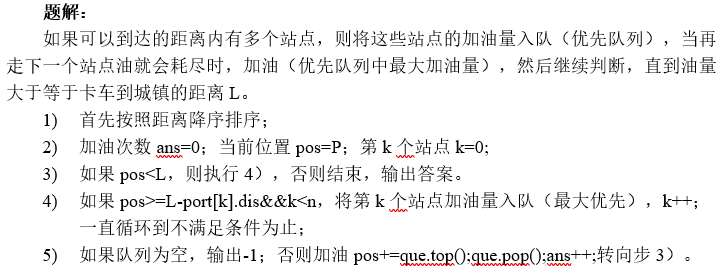 题解：
如果可以到达的距离内有多个站点，则将这些站点的加油量入队（优先队列），当再
走下一个站点油就会耗尽时，加油（优先队列中最大加油量），然后继续判断，直到油量
大于等于卡车到城镇的距离 L。
1) 首先按照距离降序排序；
2) 加油次数 ans=0；当前位置 pos=P；第 k 个站点 k=0;
3) 如果 pos<L，则执行 4），否则结束，输出答案。
4) 如果 pos>=L-port[k].dis&&k<n，将第 k 个站点加油量入队（最大优先），k++；
一直循环到不满足条件为止；
5) 如果队列为空，输出-1；否则加油 pos+=que.top();que.pop();ans++;转向步 3）。